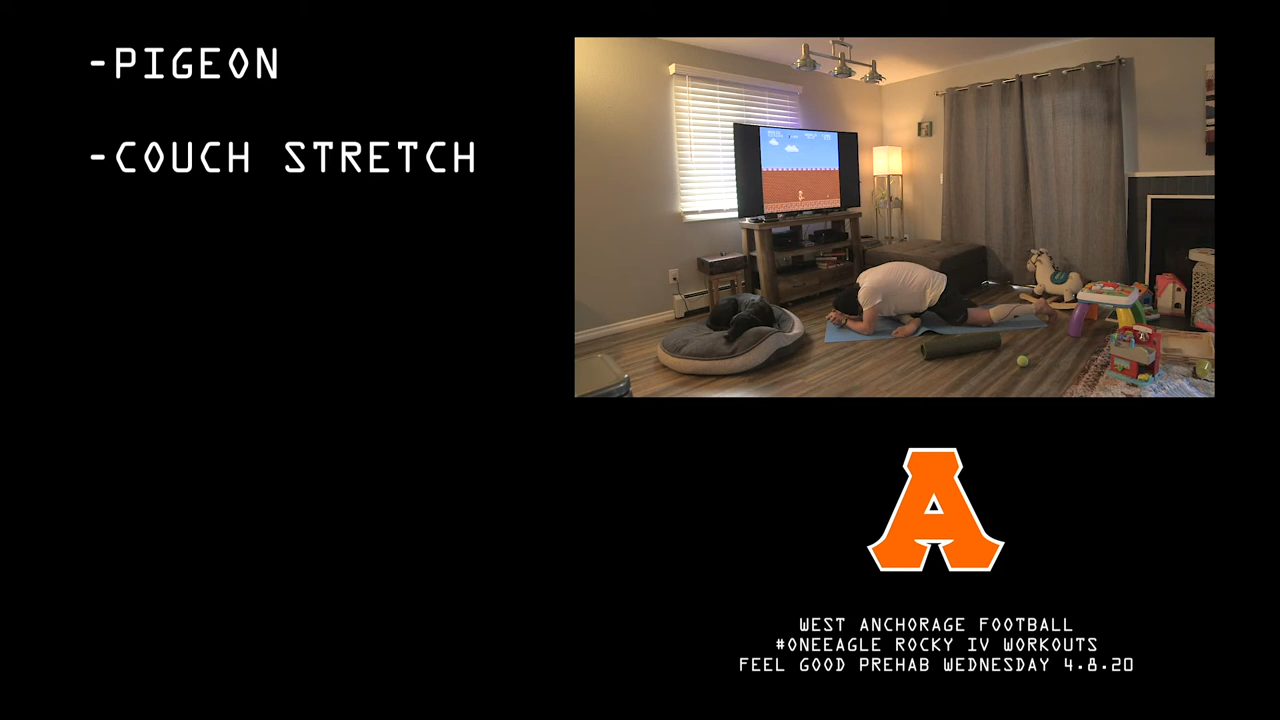 -PIGEON
-COUCH STRETCH
A
WEST ANCHORAGE FOOTBALL
#ONEEAGLE ROCKY IV WORKOUTS
FEEL GOOD PREHAB WEDNESDAY 4.8.20